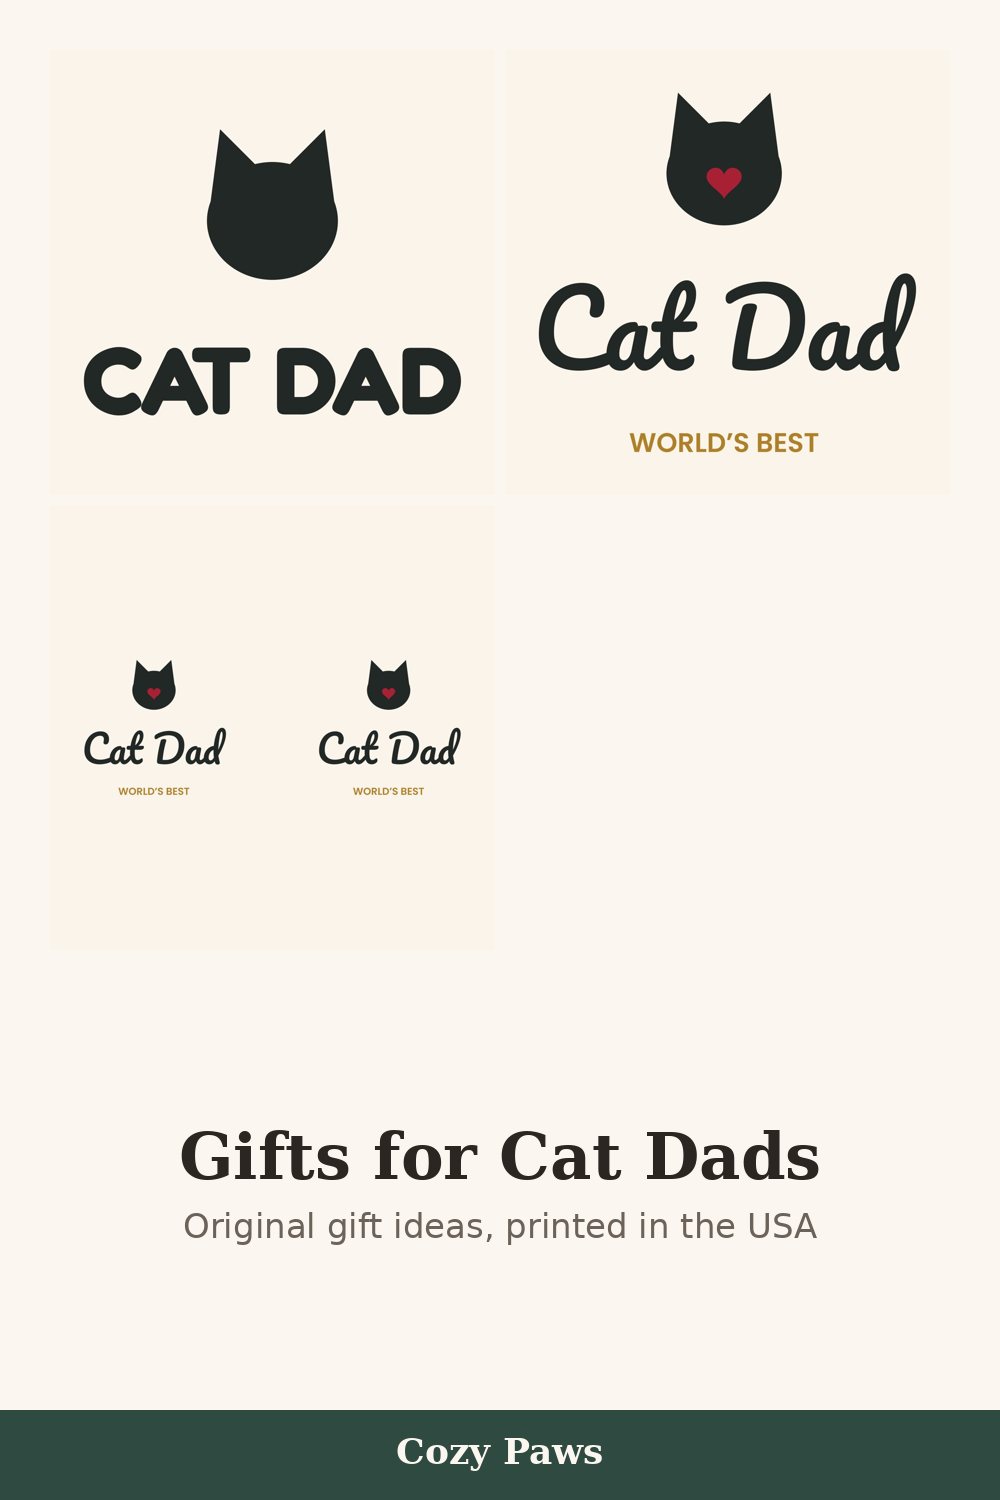 CAT DAD
Cat Dad
WORLD’S BEST
Cat Dad
WORLD’S BEST
Cat Dad
WORLD’S BEST
Gifts for Cat Dads
Original gift ideas, printed in the USA
Cozy Paws